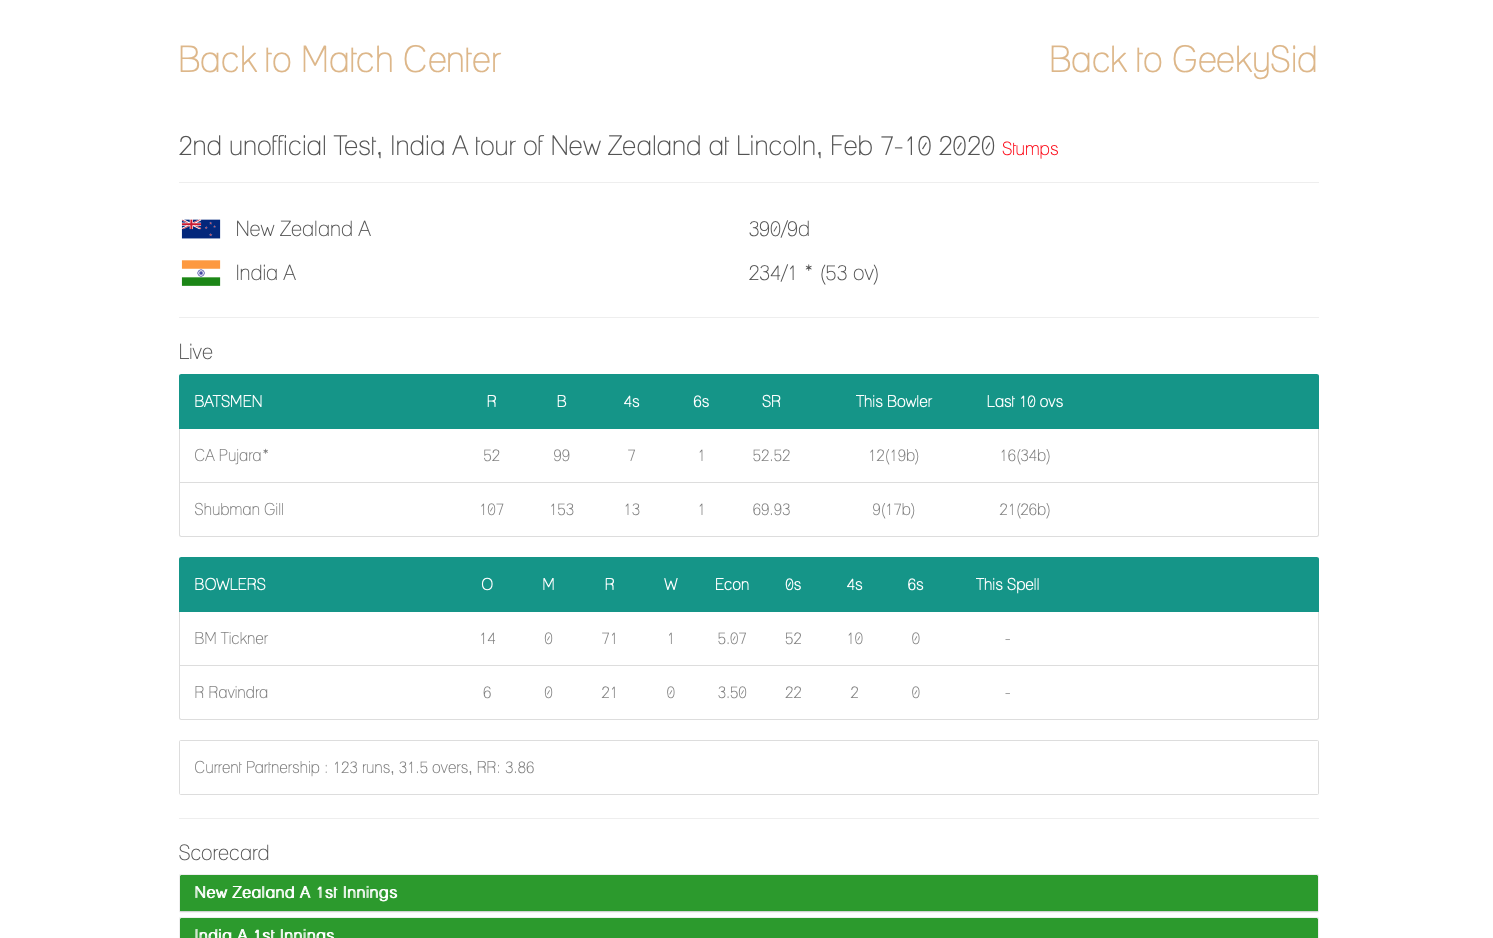 Back to Match Center Back to GeekySid
2nd unofficial Test, India A tour of New Zealand at Lincoln, Feb 7-10 2020 Stumps
New Zealand A 390/9d
India A 234/1 * (53 ov)
Live
BATSMEN R B 4s 6s SR This Bowler Last 10 ovs
CA Pujara* 52 99 7 1 52.52 12(19b) 16(34b)
Shubman Gill 107 153 13 1 69.93 9(17b) 21(26b)
BOWLERS O M R W Econ 0s 4s 6s This Spell
BM Tickner 14 0 71 1 5.07 52 10 0 -
R Ravindra 6 0 21 0 3.50 22 2 0 -
Current Partnership : 123 runs, 31.5 overs, RR: 3.86
Scorecard
New Zealand A 1st Innings
India A 1st Innings